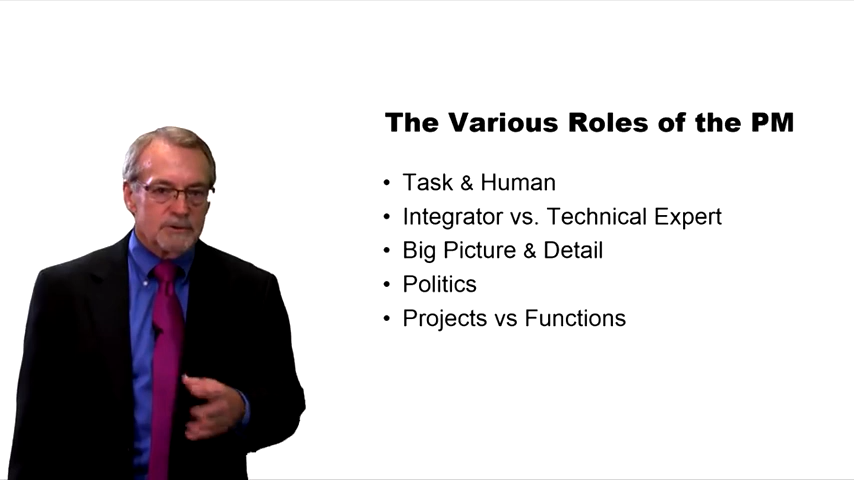 The Various Roles of the PM
• Task & Human
• Integrator vs. Technical Expert
• Big Picture & Detail
• Politics
• Projects vs Functions